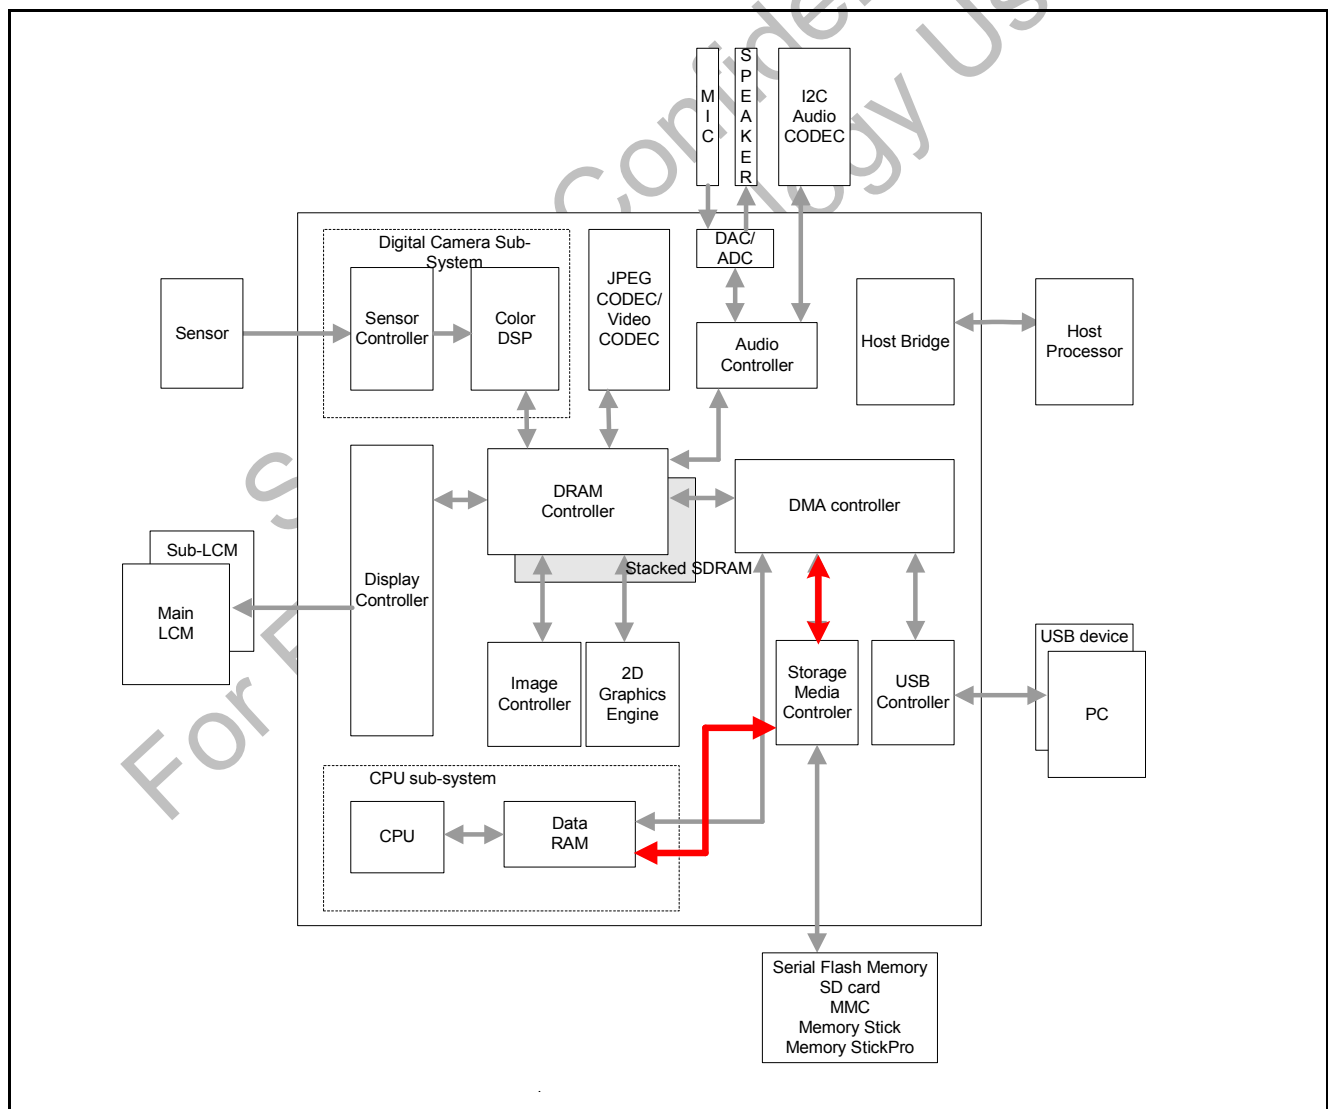 MIC
SPEAKER
I2C
Audio
CODEC
DAC/
ADC
Digital Camera Sub-
System
JPEG
CODEC/
Video
CODEC
Sensor
Sensor
Controller
Color
DSP
Audio
Controller
Host Bridge
Host
Processor
DRAM
Controller
DMA controller
Stacked SDRAM
Sub-LCM
Main
LCM
Display
Controller
Image
Controller
2D
Graphics
Engine
Storage
Media
Controler
USB
Controller
USB device
PC
CPU sub-system
CPU
Data
RAM
Serial Flash Memory
SD card
MMC
Memory Stick
Memory StickPro
For